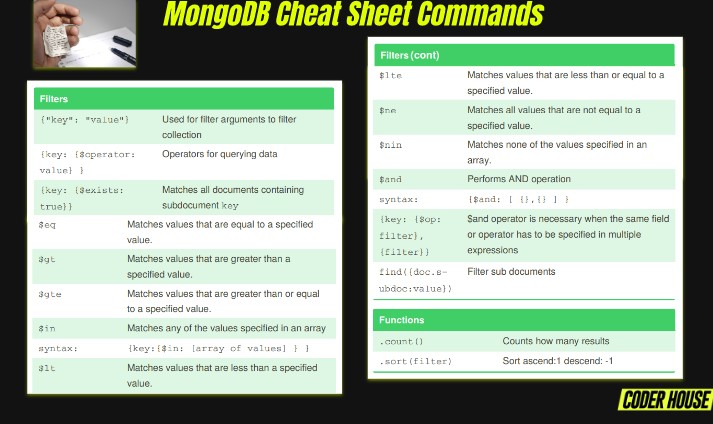 MongoDB Cheat Sheet Commands
Filters
{"key": "value"} Used for filter arguments to filter
collection
{key: {$operator: Operators for querying data
value} }
{key: {$exists: Matches all documents containing
true}} subdocument key
$eq Matches values that are equal to a specified
value.
$gt Matches values that are greater than a
specified value.
$gte Matches values that are greater than or equal
to a specified value.
$in Matches any of the values specified in an array
syntax: {key:{$in: [array of values] } }
$lt Matches values that are less than a specified
value.
Filters (cont)
$lte Matches values that are less than or equal to a
specified value.
$ne Matches all values that are not equal to a
specified value.
$nin Matches none of the values specified in an
array.
$and Performs AND operation
syntax: {$and: [ {},{} ] }
{key: {$op: $and operator is necessary when the same field
filter}, or operator has to be specified in multiple
{filter}} expressions
find({doc.s- Filter sub documents
ubdoc:value})
Functions
.count() Counts how many results
.sort(filter) Sort ascend:1 descend: -1
CODER HOUSE